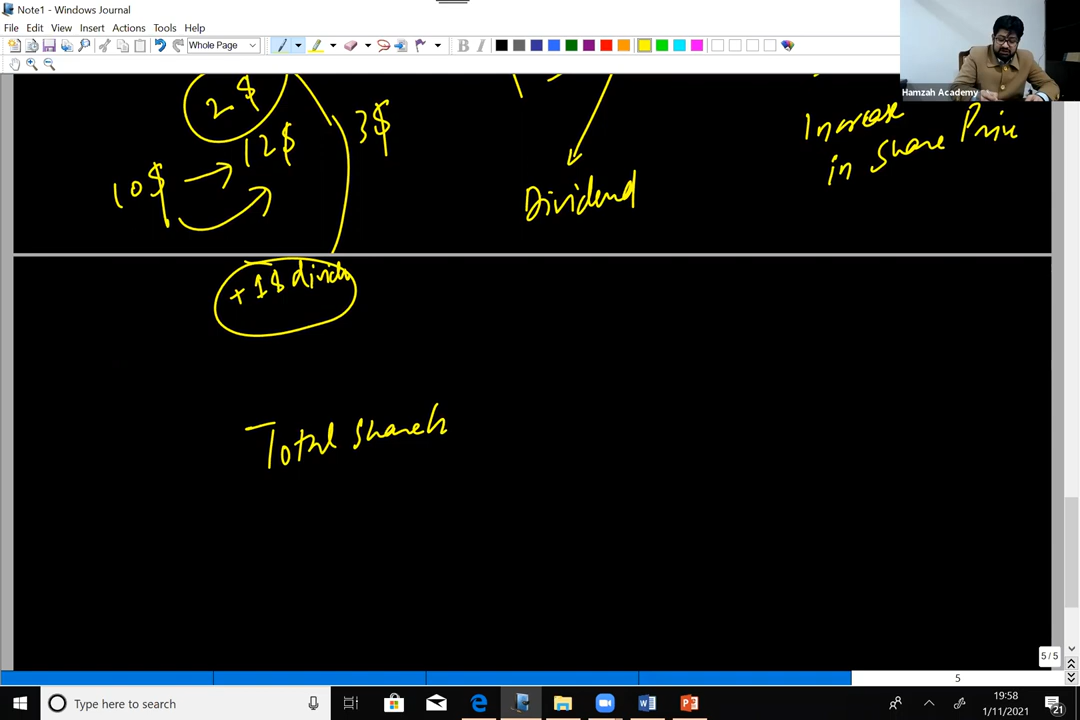 Note1 - Windows Journal
File Edit View Insert Actions Tools Help
Whole Page
B I
Hamzah Academy
2$
12$
3$
10$
Dividend
Increase
in Share Price
+1$ divide
Total shareh
5/5
5
Type here to search
19:58
1/11/2021
21